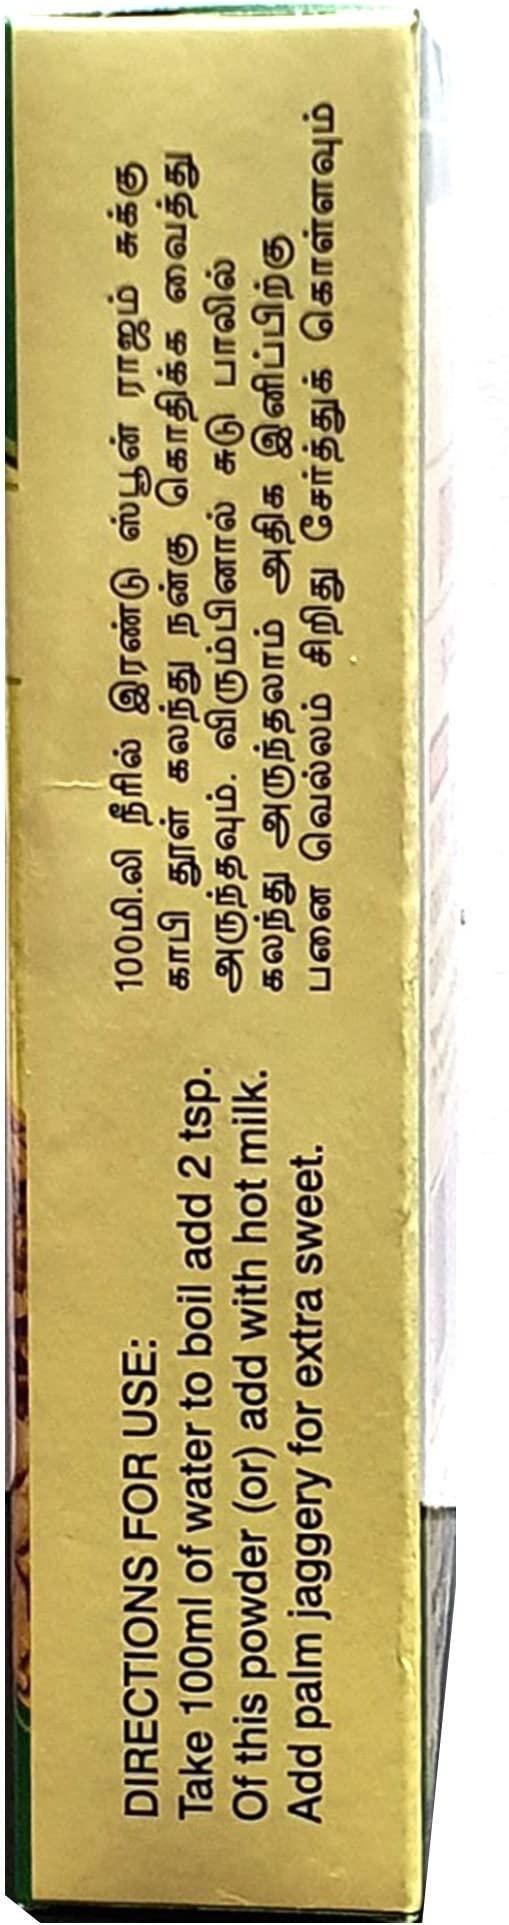 DIRECTIONS FOR USE:
Take 100ml of water to boil add 2 tsp.
Of this powder (or) add with hot milk.
Add palm jaggery for extra sweet.
100மி.லி நீரில் இரண்டு ஸ்பூன் ராஜம் சுக்கு
காபி தூள் கலந்து நன்கு கொதிக்க வைத்து
அருந்தவும். விரும்பினால் சுடு பாலில்
கலந்து அருந்தலாம் அதிக இனிப்பிற்கு
பனை வெல்லம் சிறிது சேர்த்துக் கொள்ளவும்